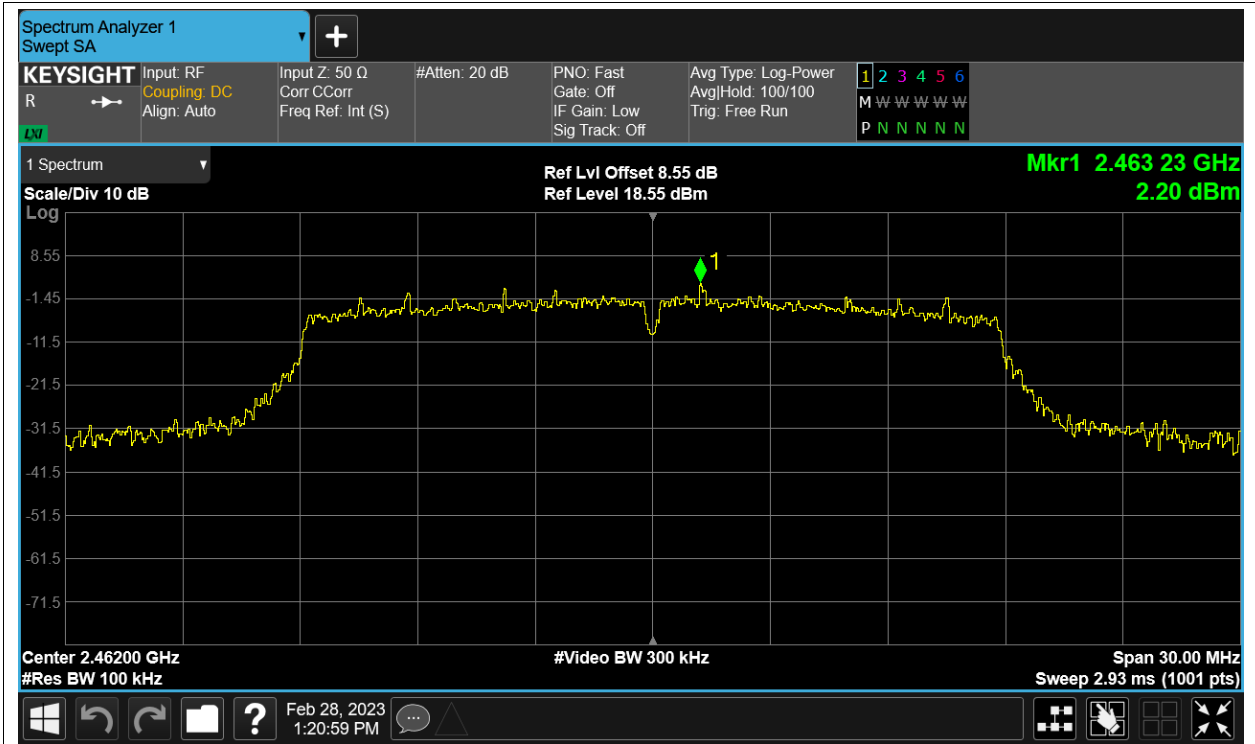 Spectrum Analyzer 1
Swept SA
+
KEYSIGHT
R
LXI
Input: RF
Coupling: DC
Align: Auto
Input Z: 50 Ω
Corr CCorr
Freq Ref: Int (S)
#Atten: 20 dB
PNO: Fast
Gate: Off
IF Gain: Low
Sig Track: Off
Avg Type: Log-Power
Avg|Hold: 100/100
Trig: Free Run
1 2 3 4 5 6
M W W W W W W
P N N N N N N
1 Spectrum
Scale/Div 10 dB
Log
Ref Lvl Offset 8.55 dB
Ref Level 18.55 dBm
Mkr1 2.463 23 GHz
2.20 dBm
1
8.55
-1.45
-11.5
-21.5
-31.5
-41.5
-51.5
-61.5
-71.5
Center 2.46200 GHz
#Res BW 100 kHz
#Video BW 300 kHz
Span 30.00 MHz
Sweep 2.93 ms (1001 pts)
?
Feb 28, 2023
1:20:59 PM